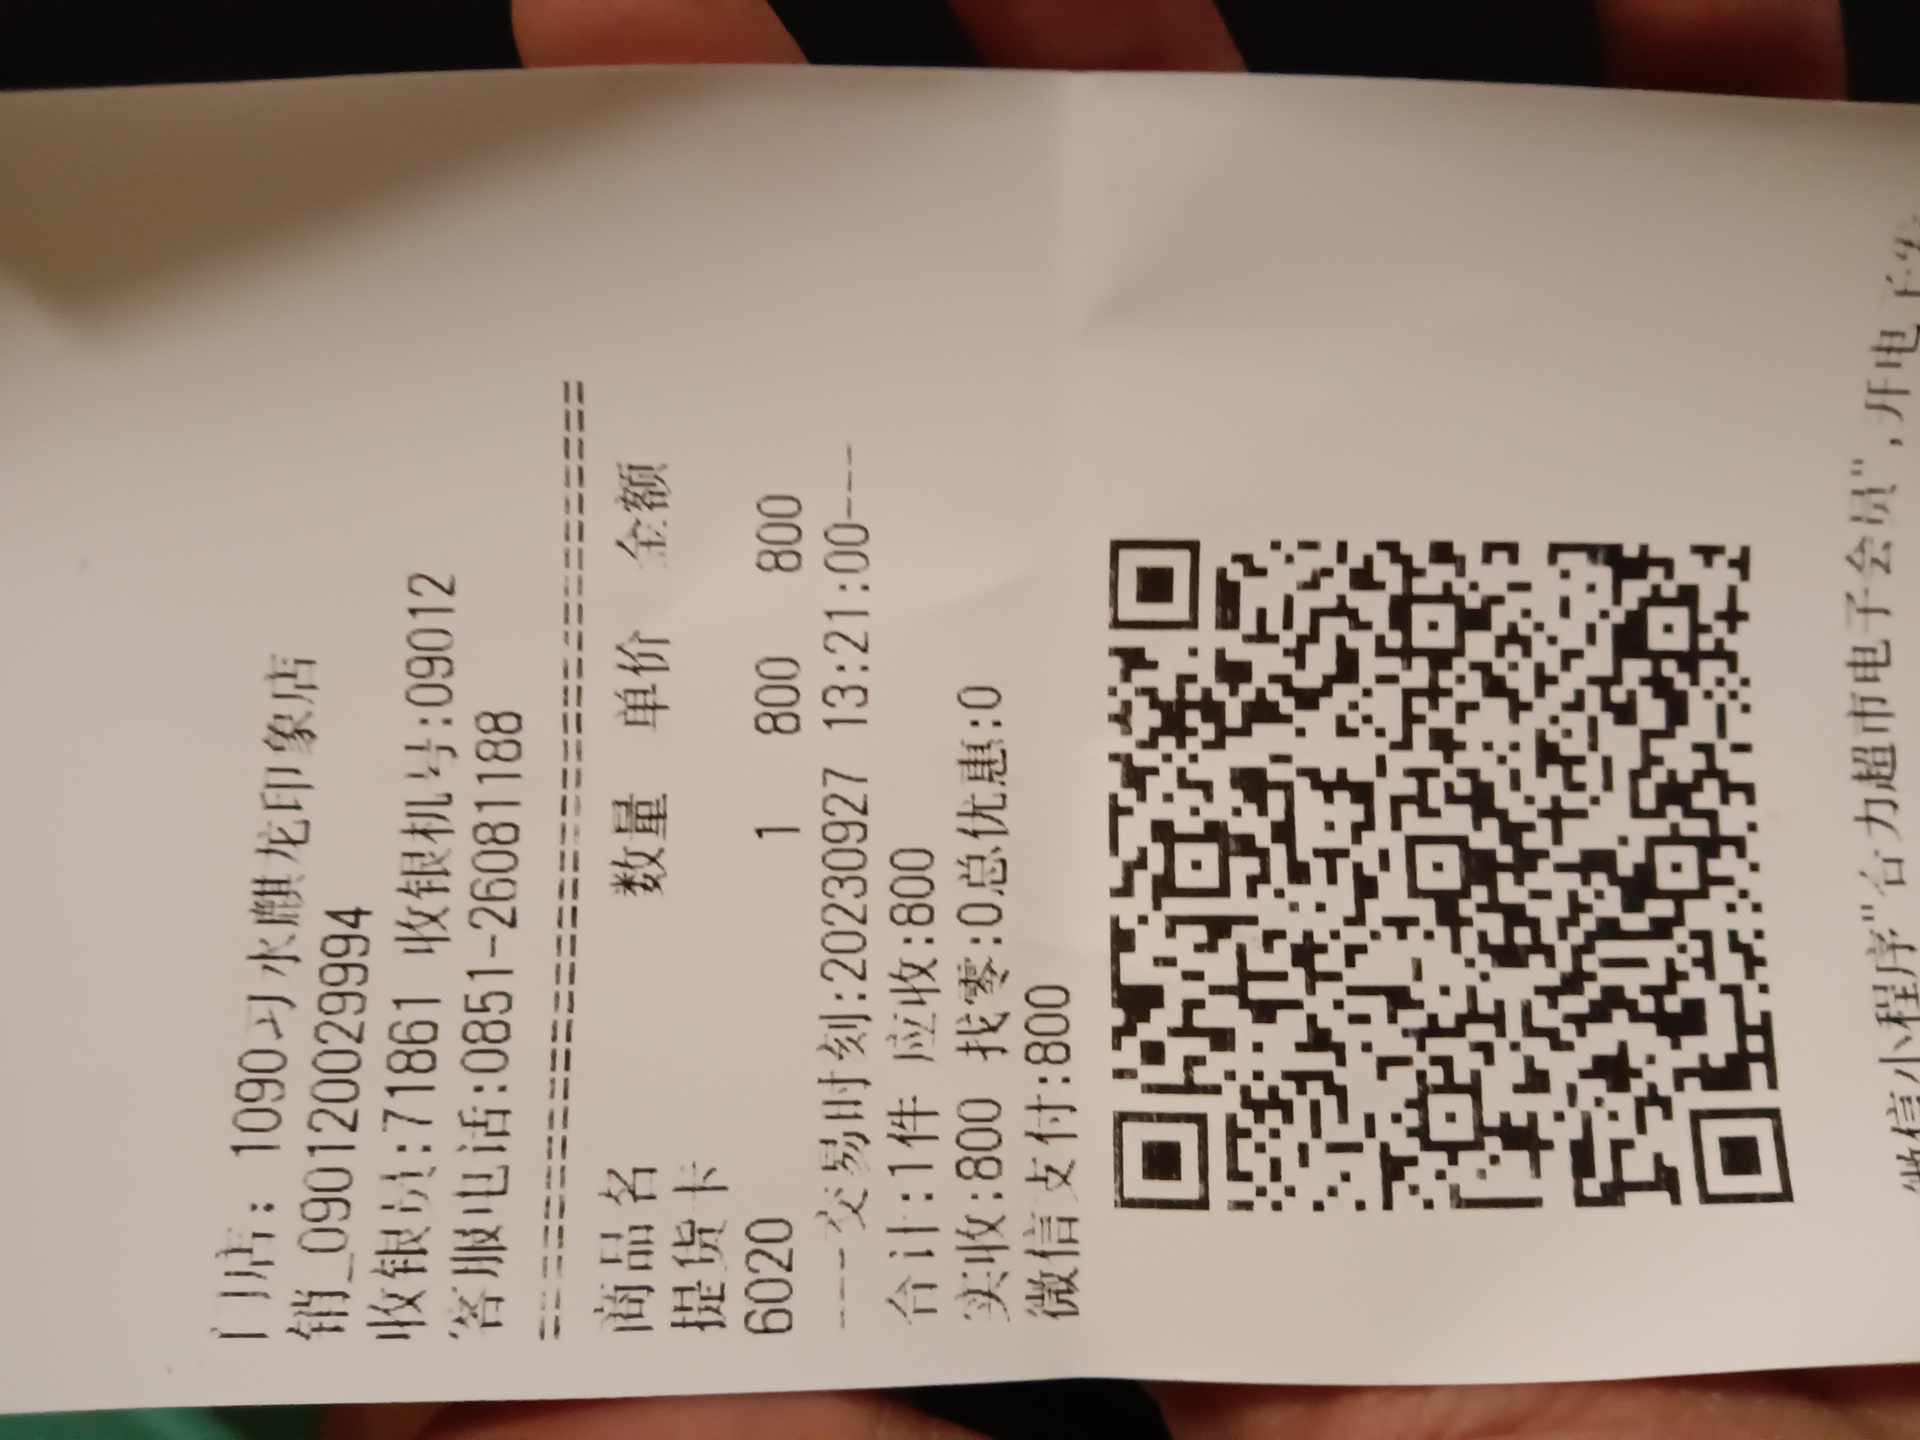 门店: 1090习水麒龙印象店
销_090120029994
收银员:71861 收银机号:09012
客服电话:0851-26081188
========================================
商品名 数量 单价 金额
提货卡
6020 1 800 800
---交易时刻:20230927 13:21:00---
合计:1件 应收:800
实收:800 找零:0总优惠:0
微信支付:800
微信小程序"合力超市电子会员",开电子